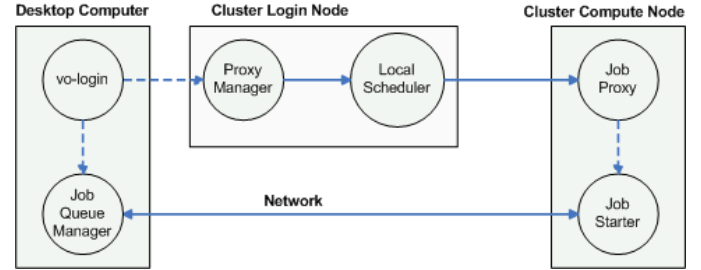 Desktop Computer
Cluster Login Node
Cluster Compute Node
vo-login
Proxy
Manager
Local
Scheduler
Job
Proxy
Job
Queue
Manager
Network
Job
Starter